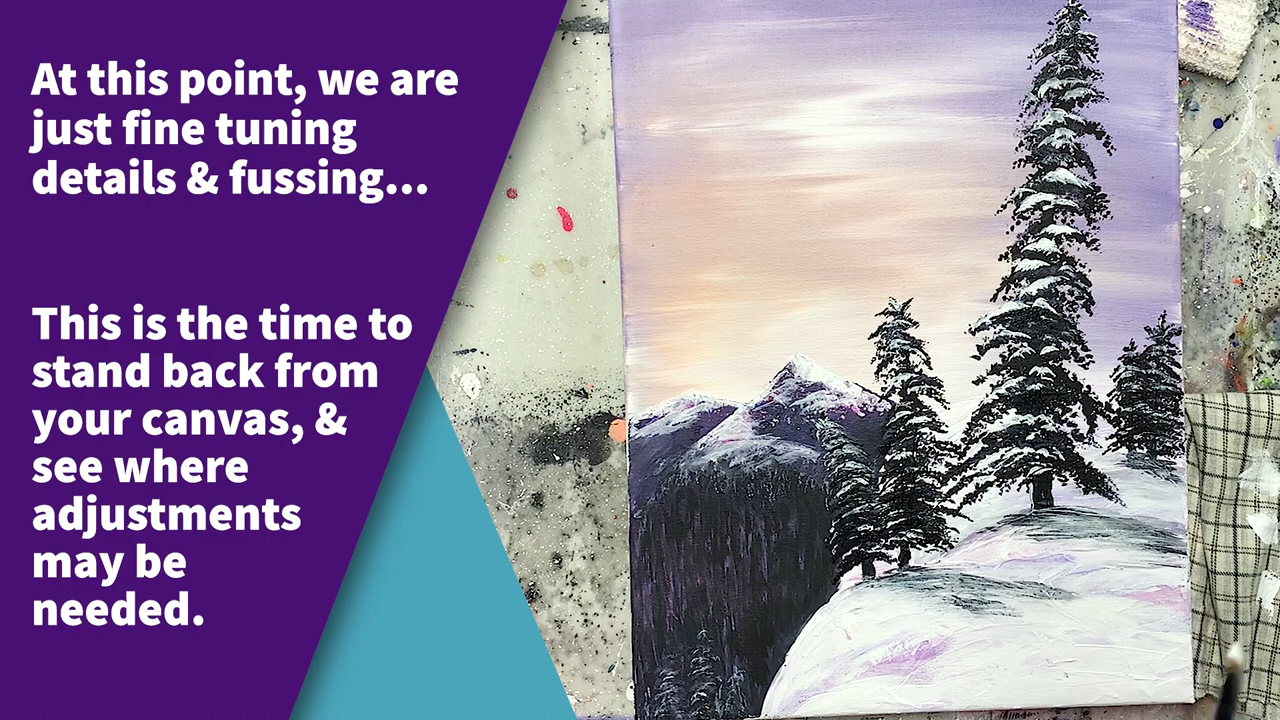 At this point, we are
just fine tuning
details & fussing...
This is the time to
stand back from
your canvas, &
see where
adjustments
may be
needed.